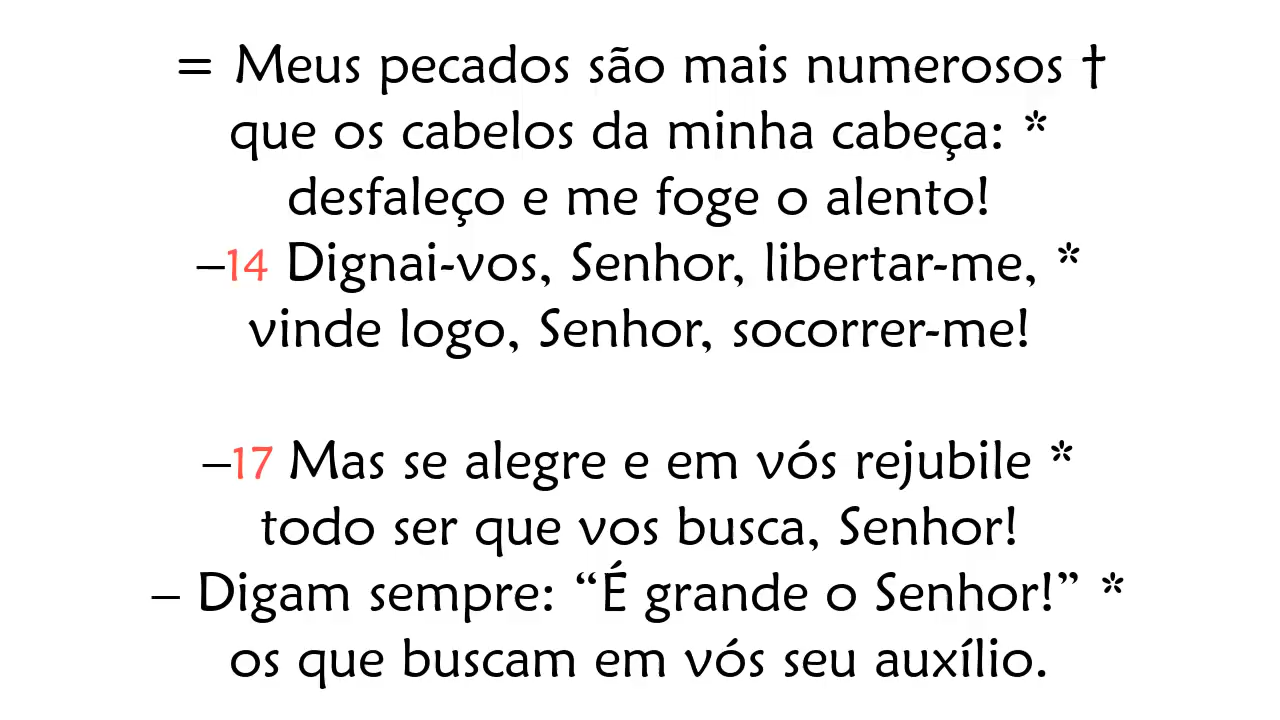 = Meus pecados são mais numerosos †
que os cabelos da minha cabeça: *
desfaleço e me foge o alento!
–14 Dignai-vos, Senhor, libertar-me, *
vinde logo, Senhor, socorrer-me!
–17 Mas se alegre e em vós rejubile *
todo ser que vos busca, Senhor!
– Digam sempre: “É grande o Senhor!” *
os que buscam em vós seu auxílio.